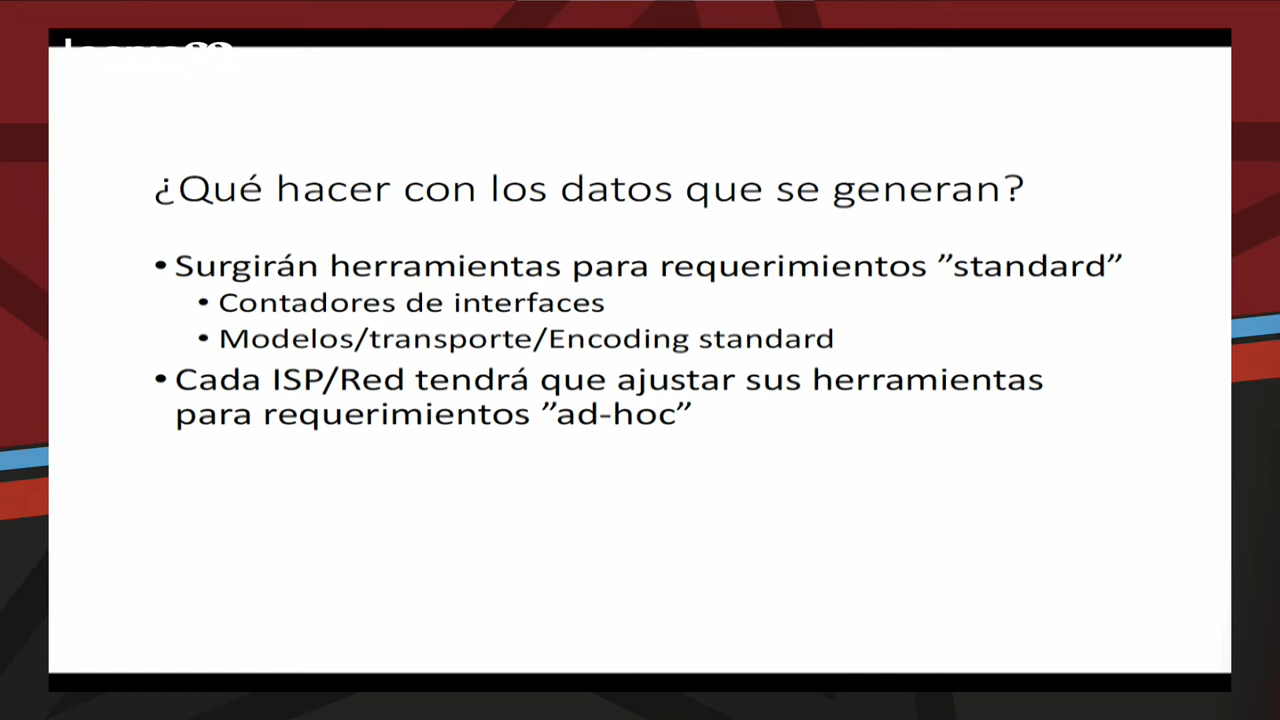 ¿Qué hacer con los datos que se generan?
• Surgirán herramientas para requerimientos ”standard”
• Contadores de interfaces
• Modelos/transporte/Encoding standard
• Cada ISP/Red tendrá que ajustar sus herramientas
para requerimientos ”ad-hoc”